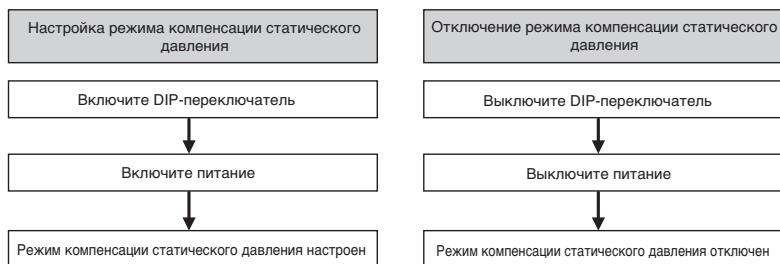 Настройка режима компенсации статического
давления
Включите DIP-переключатель
Включите питание
Режим компенсации статического давления настроен
Отключение режима компенсации статического
давления
Выключите DIP-переключатель
Выключите питание
Режим компенсации статического давления отключен